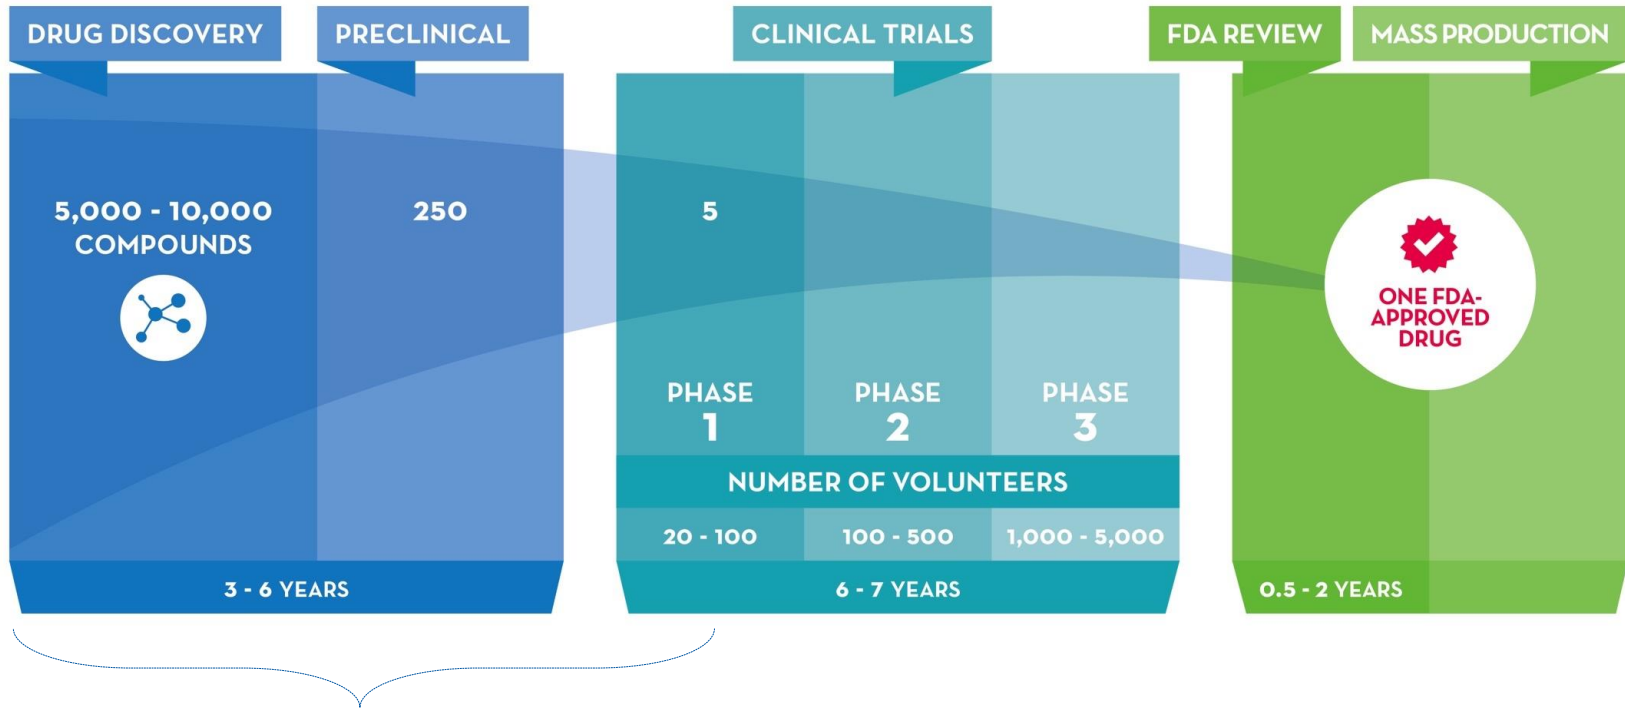 DRUG DISCOVERY
PRECLINICAL
CLINICAL TRIALS
FDA REVIEW
MASS PRODUCTION
5,000 - 10,000
COMPOUNDS
250
5
ONE FDA-
APPROVED
DRUG
PHASE
1
PHASE
2
PHASE
3
NUMBER OF VOLUNTEERS
20 - 100
100 - 500
1,000 - 5,000
3 - 6 YEARS
6 - 7 YEARS
0.5 - 2 YEARS